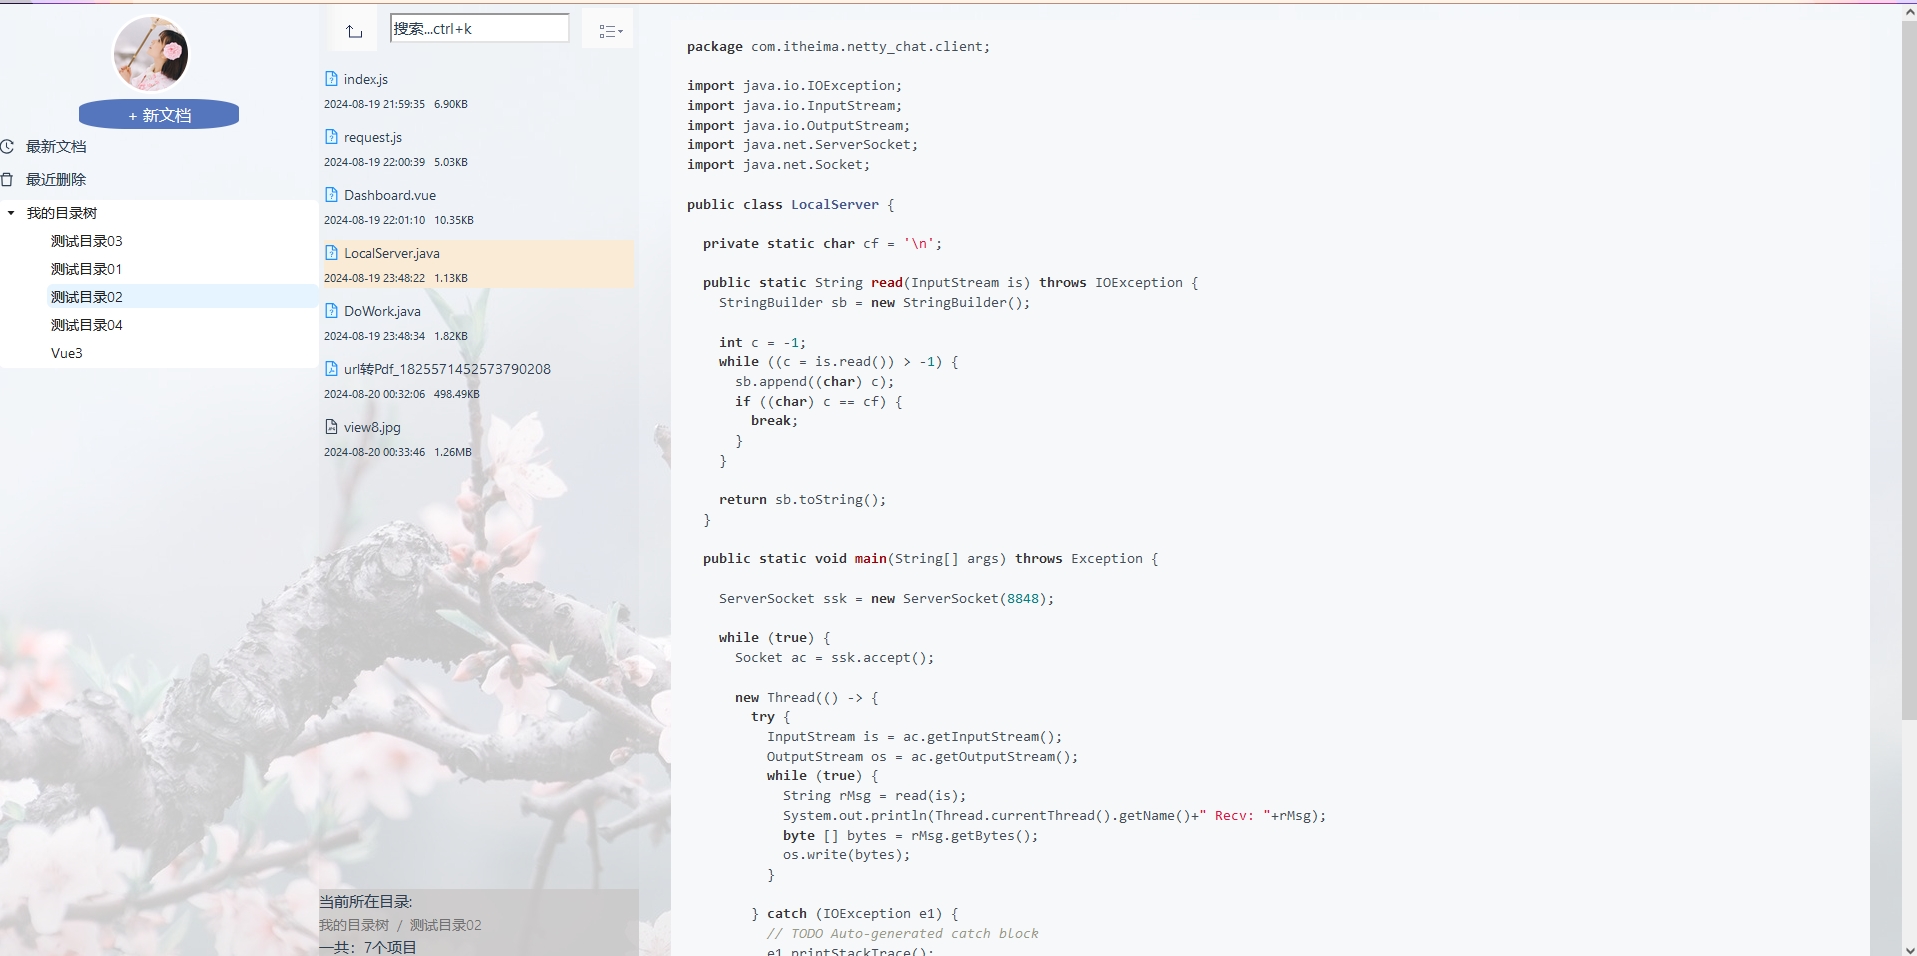 + 新文档
最新文档
最近删除
我的目录树
测试目录03
测试目录01
测试目录02
测试目录04
Vue3
搜索...ctrl+k
index.js
2024-08-19 21:59:35 6.90KB
request.js
2024-08-19 22:00:39 5.03KB
Dashboard.vue
2024-08-19 22:01:10 10.35KB
LocalServer.java
2024-08-19 23:48:22 1.13KB
DoWork.java
2024-08-19 23:48:34 1.82KB
url转Pdf_1825571452573790208
2024-08-20 00:32:06 498.49KB
view8.jpg
2024-08-20 00:33:46 1.26MB
当前所在目录:
我的目录树 / 测试目录02
一共：7个项目
package com.itheima.netty_chat.client;
import java.io.IOException;
import java.io.InputStream;
import java.io.OutputStream;
import java.net.ServerSocket;
import java.net.Socket;
public class LocalServer {
private static char cf = '\n';
public static String read(InputStream is) throws IOException {
StringBuilder sb = new StringBuilder();
int c = -1;
while ((c = is.read()) > -1) {
sb.append((char) c);
if ((char) c == cf) {
break;
}
}
return sb.toString();
}
public static void main(String[] args) throws Exception {
ServerSocket ssk = new ServerSocket(8848);
while (true) {
Socket ac = ssk.accept();
new Thread(() -> {
try {
InputStream is = ac.getInputStream();
OutputStream os = ac.getOutputStream();
while (true) {
String rMsg = read(is);
System.out.println(Thread.currentThread().getName()+" Recv: "+rMsg);
byte [] bytes = rMsg.getBytes();
os.write(bytes);
}
} catch (IOException e1) {
// TODO Auto-generated catch block
e1.printStackTrace();